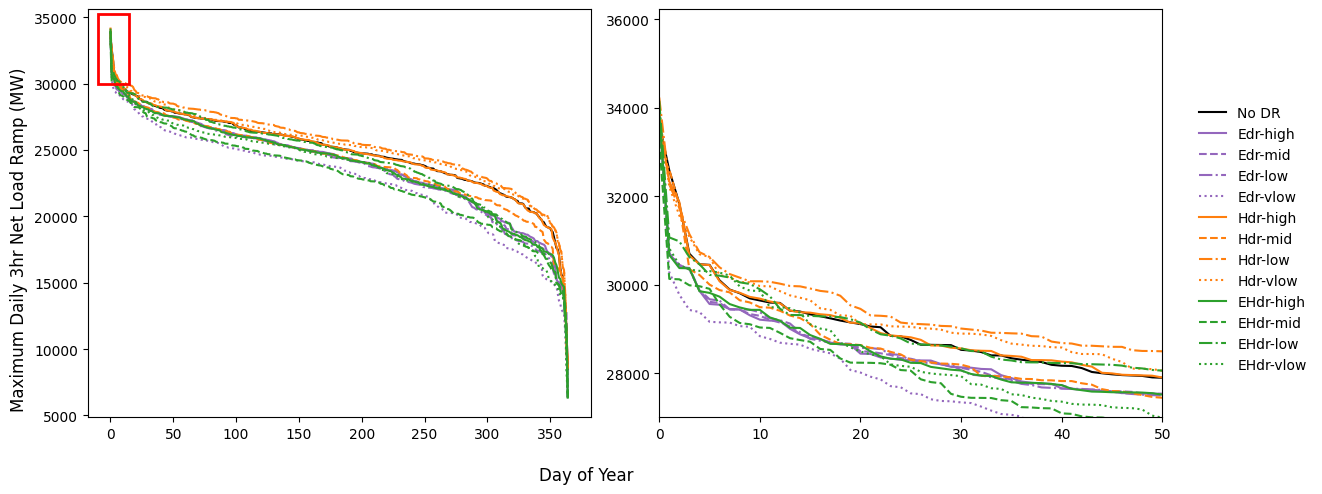 Maximum Daily 3hr Net Load Ramp (MW)
35000
30000
25000
20000
15000
10000
5000
0 50 100 150 200 250 300 350
36000
34000
32000
30000
28000
0 10 20 30 40 50
Day of Year
No DR
Edr-high
Edr-mid
Edr-low
Edr-vlow
Hdr-high
Hdr-mid
Hdr-low
Hdr-vlow
EHdr-high
EHdr-mid
EHdr-low
EHdr-vlow